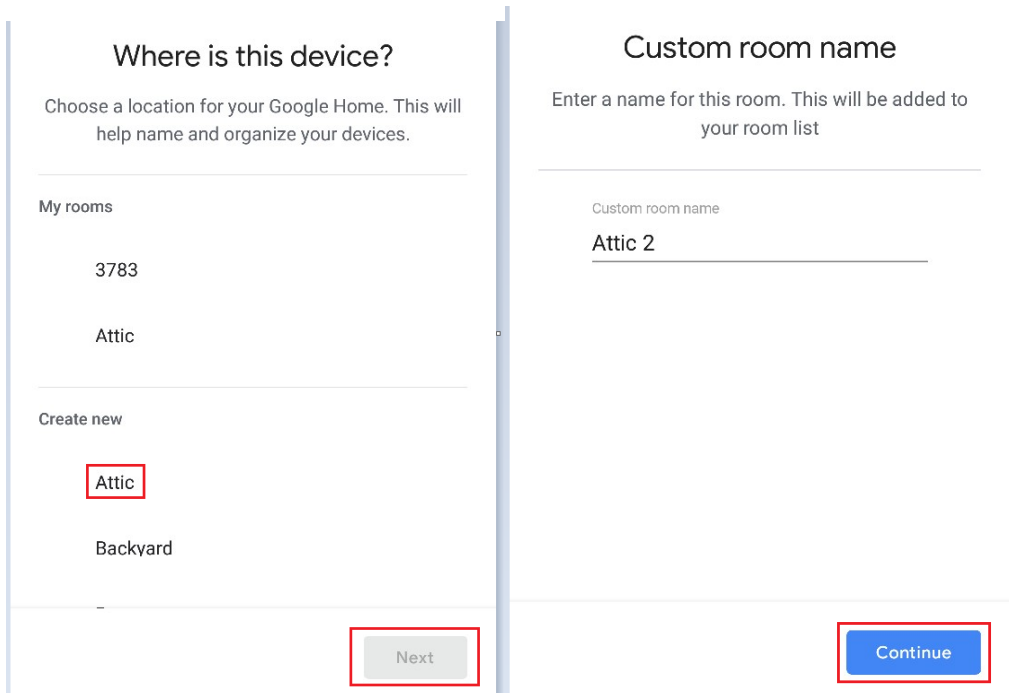 Where is this device?
Choose a location for your Google Home. This will
help name and organize your devices.
My rooms
3783
Attic
Create new
Attic
Backyard
Next
Custom room name
Enter a name for this room. This will be added to
your room list
Custom room name
Attic 2
Continue